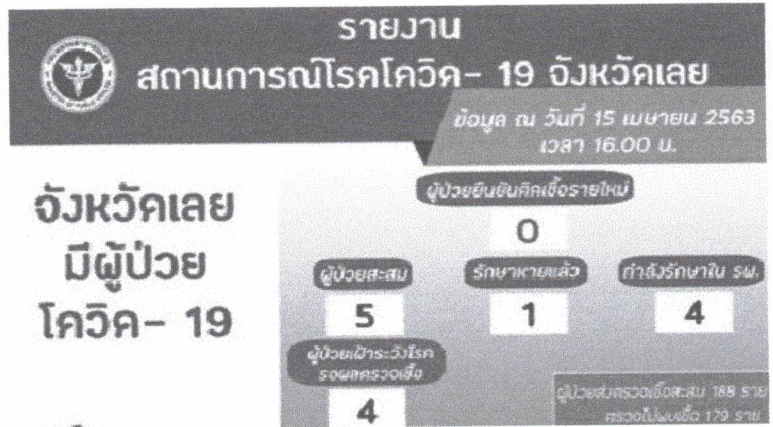 รายงาน
สถานการณ์โรคโควิด- 19 จังหวัดเลย
ข้อมูล ณ วันที่ 15 เมษายน 2563
เวลา 16.00 น.
จังหวัดเลย
มีผู้ป่วย
โควิด- 19
ผู้ป่วยยืนยันติดเชื้อรายใหม่
0
ผู้ป่วยสะสม
5
รักษาหายแล้ว
1
กำลังรักษาใน รพ.
4
ผู้ป่วยเฝ้าระวังโรค
รอผลตรวจเชื้อ
4
ผู้ป่วยส่งตรวจเชื้อสะสม 188 ราย
ตรวจไม่พบเชื้อ 179 ราย